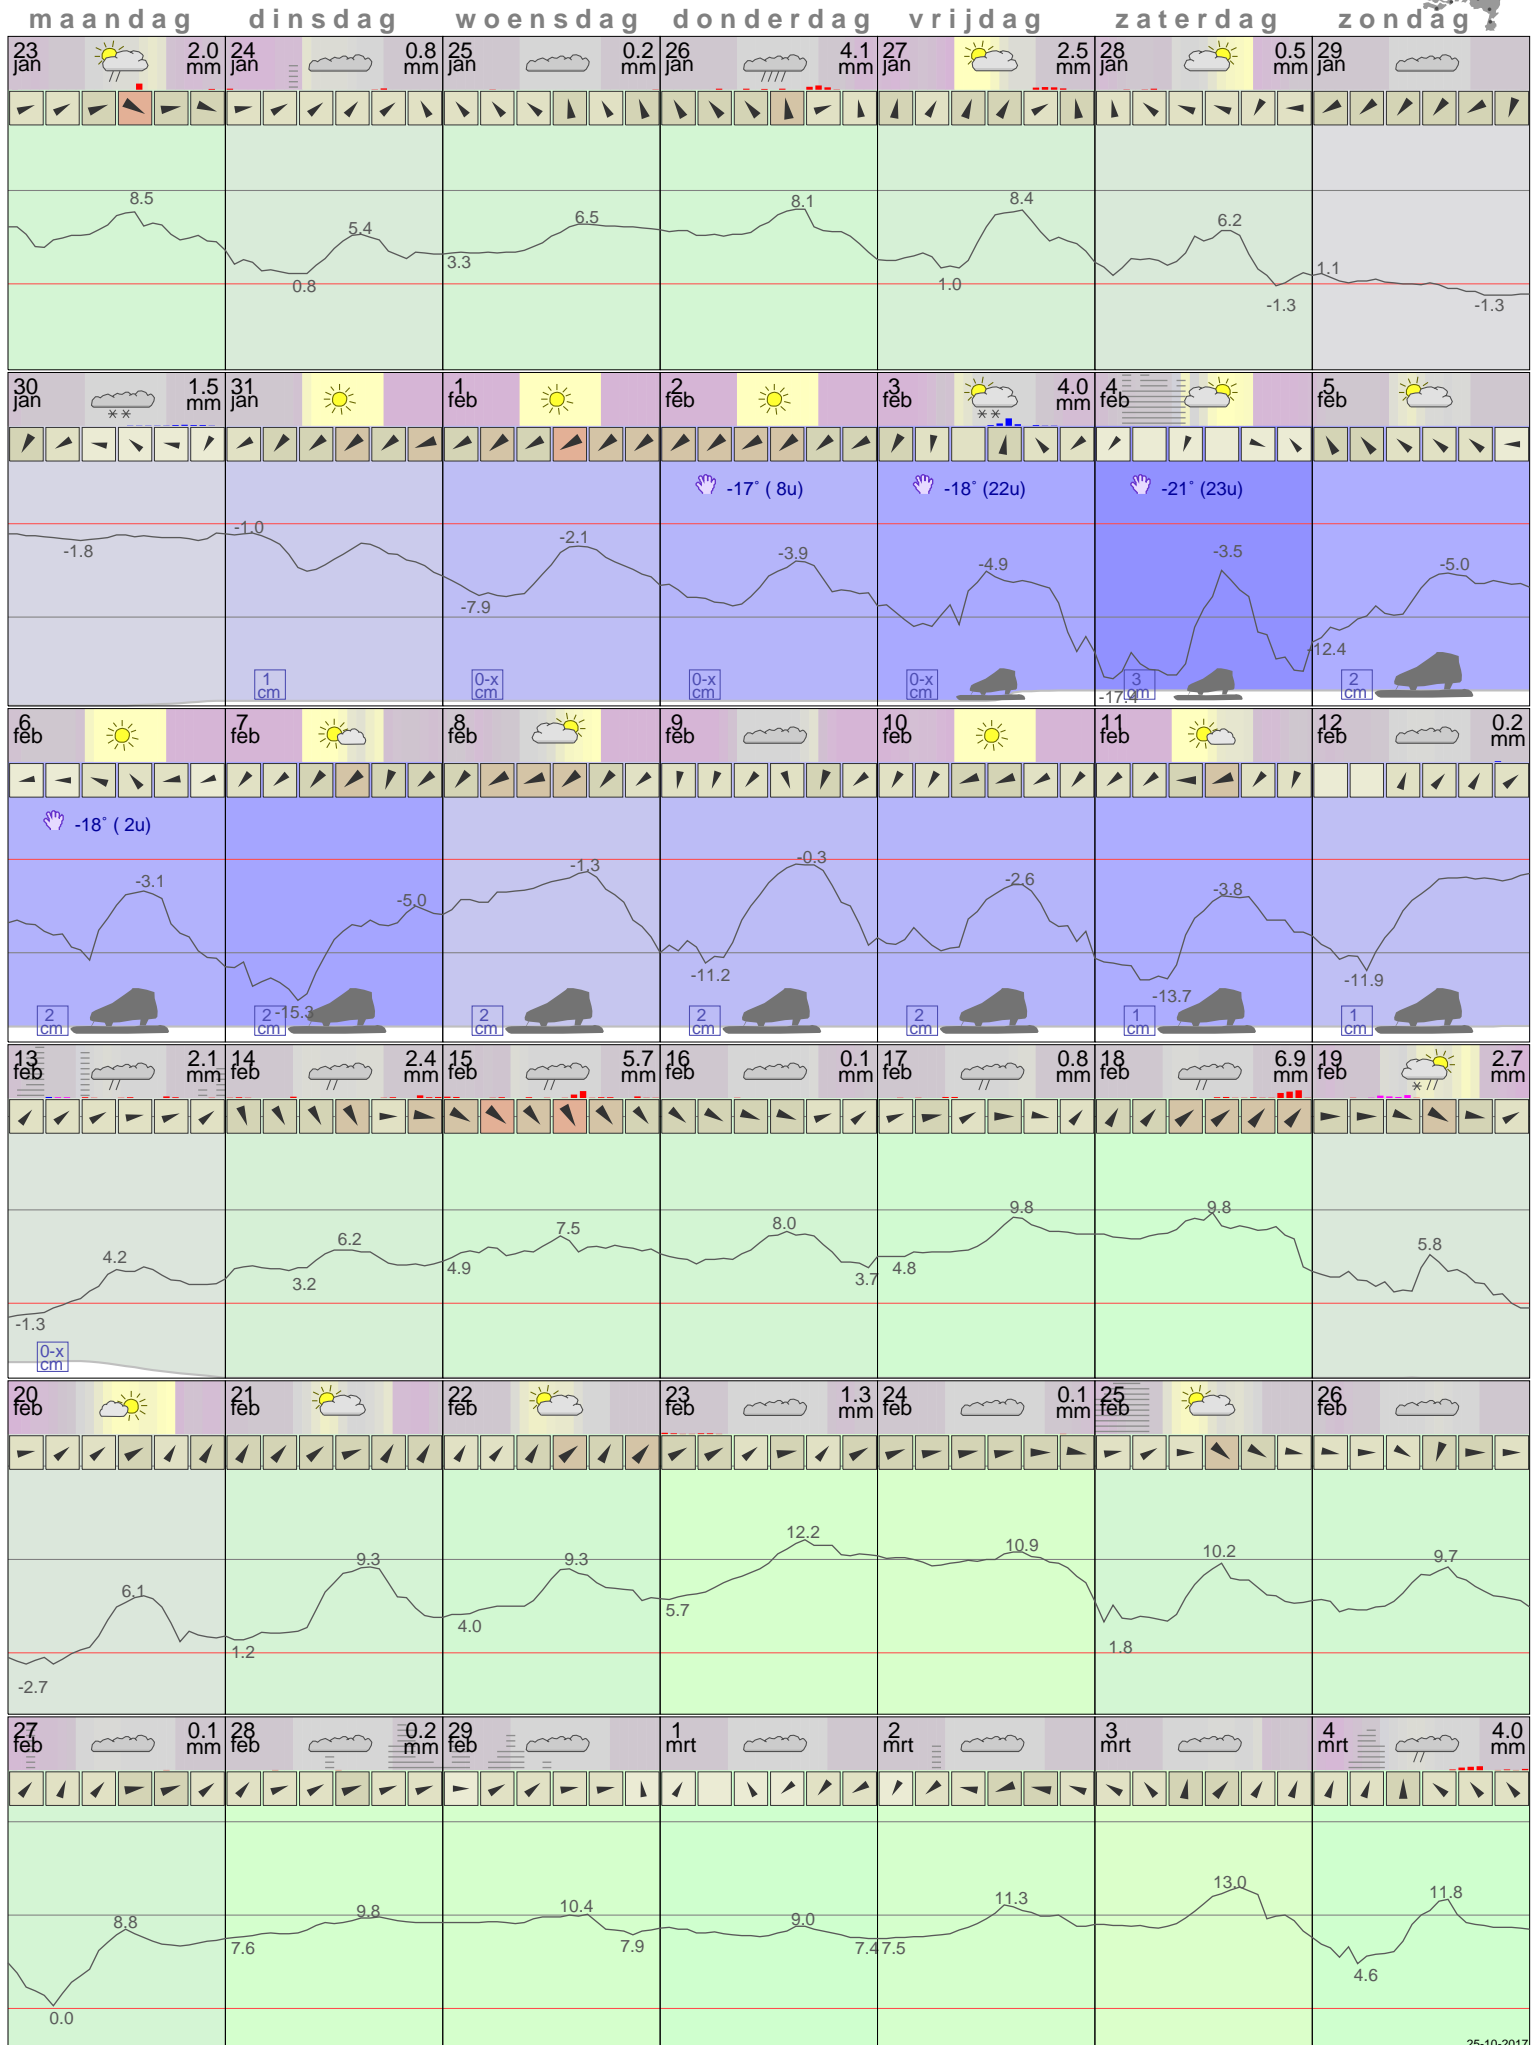 maandag dinsdag woensdag donderdag vrijdag zaterdag zondag
23 jan 2.0 mm 24 jan 0.8 mm 25 jan 0.2 mm 26 jan 4.1 mm 27 jan 2.5 mm 28 jan 0.5 mm 29 jan
8.5 5.4 6.5 8.1 8.4 6.2
0.8 3.3 1.0 -1.3 1.1 -1.3
30 jan 1.5 mm 31 jan 1 feb 2 feb 3 feb 4.0 mm 4 feb 5 feb
-17° ( 8u) -18° (22u) -21° (23u)
-1.8 -1.0 -7.9 -2.1 -3.9 -4.9 -3.5 -5.0
-17.4 -12.4
1 cm 0-x cm 0-x cm 0-x cm 3 cm 2 cm
6 feb 7 feb 8 feb 9 feb 10 feb 11 feb 12 feb 0.2 mm
-18° ( 2u)
-3.1 -5.0 -1.3 -0.3 -2.6 -3.8
-15.3 -11.2 -13.7 -11.9
2 cm 2 cm 2 cm 2 cm 2 cm 1 cm 1 cm
13 feb 2.1 mm 14 feb 2.4 mm 15 feb 5.7 mm 16 feb 0.1 mm 17 feb 0.8 mm 18 feb 6.9 mm 19 feb 2.7 mm
4.2 6.2 7.5 8.0 9.8 9.8 5.8
-1.3 3.2 4.9 3.7 4.8
0-x cm
20 feb 21 feb 22 feb 23 feb 1.3 mm 24 feb 0.1 mm 25 feb 26 feb
6.1 9.3 9.3 12.2 10.9 10.2 9.7
-2.7 1.2 4.0 5.7 1.8
27 feb 0.1 mm 28 feb 0.2 mm 29 feb 1 mrt 2 mrt 3 mrt 4 mrt 4.0 mm
8.8 9.8 10.4 9.0 11.3 13.0 11.8
0.0 7.6 7.9 7.4 7.5 4.6
25-10-2017